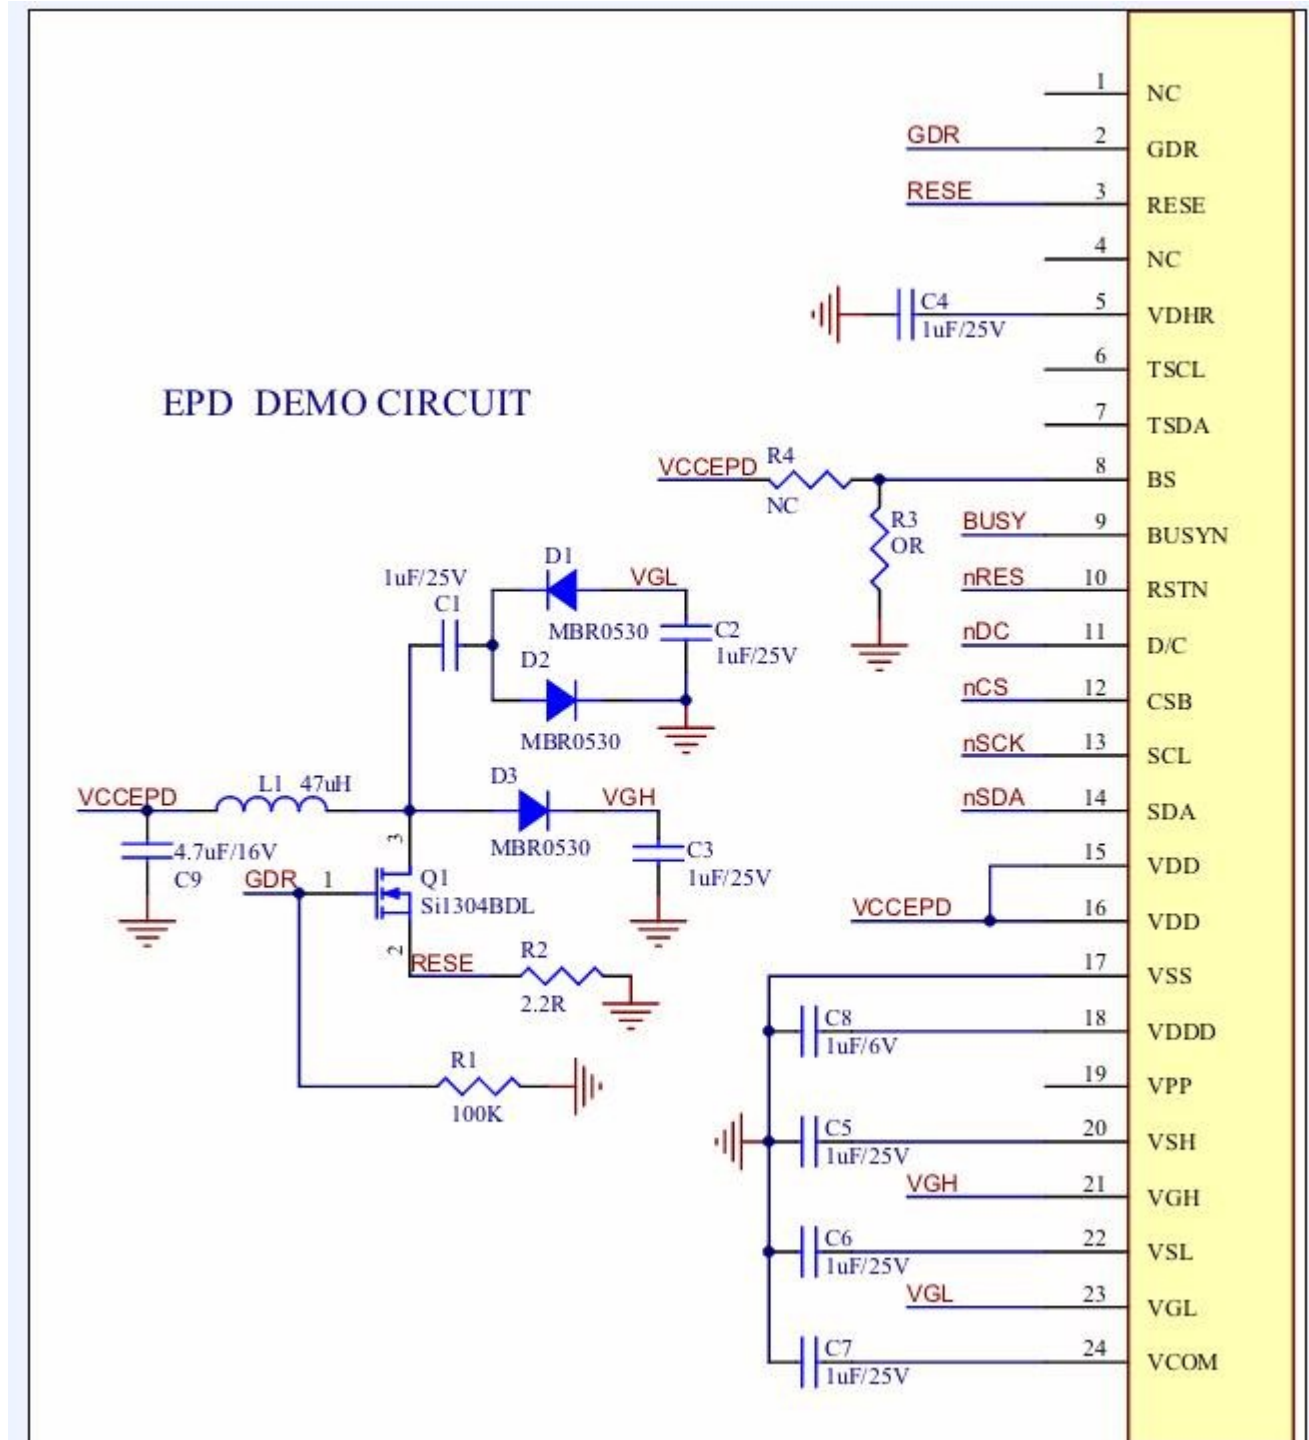 1 NC
GDR 2 GDR
RESE 3 RESE
4 NC
C4 5 VDHR
1uF/25V
6 TSCL
EPD DEMO CIRCUIT
7 TSDA
VCCEPD R4 8 BS
NC
R3
OR
BUSY 9 BUSYN
D1
1uF/25V VGL
nRES 10 RSTN
C1
MBR0530 C2
1uF/25V
nDC 11 D/C
D2
nCS 12 CSB
MBR0530
nSCK 13 SCL
L1 47uH D3
VCCEPD VGH
nSDA 14 SDA
3
4.7uF/16V MBR0530 C3
1uF/25V
C9
15 VDD
GDR 1 Q1
Si1304BDL
VCCEPD 16 VDD
2
RESE R2
2.2R
17 VSS
C8 18 VDDD
1uF/6V
R1
100K
19 VPP
C5 20 VSH
1uF/25V
VGH 21 VGH
C6 22 VSL
1uF/25V
VGL 23 VGL
C7 24 VCOM
1uF/25V